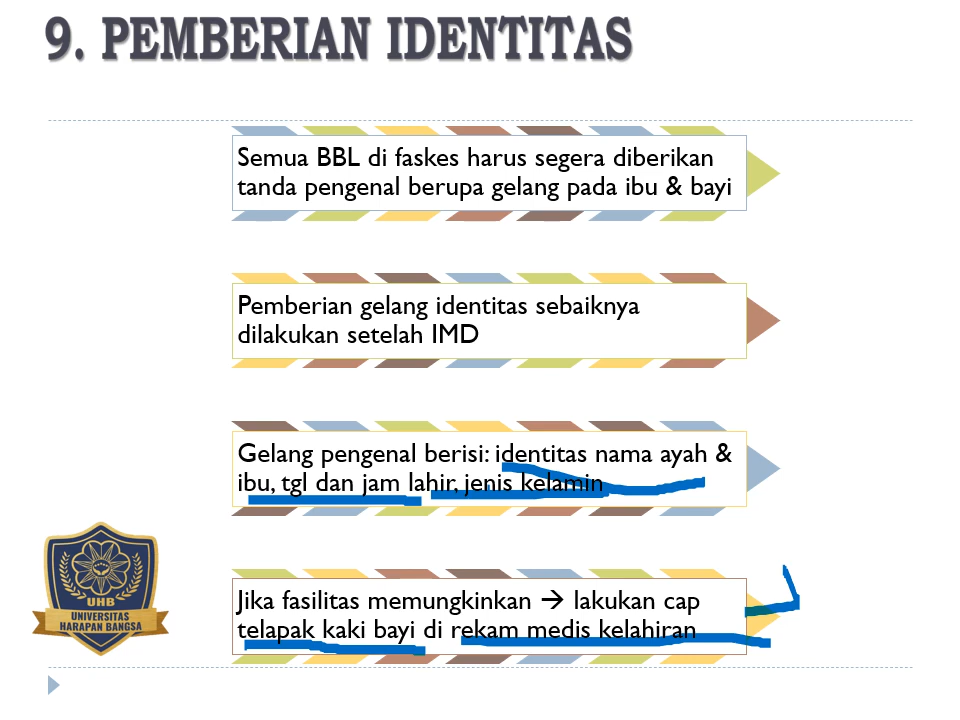 9. PEMBERIAN IDENTITAS
Semua BBL di faskes harus segera diberikan
tanda pengenal berupa gelang pada ibu & bayi
Pemberian gelang identitas sebaiknya
dilakukan setelah IMD
Gelang pengenal berisi: identitas nama ayah &
ibu, tgl dan jam lahir, jenis kelamin
Jika fasilitas memungkinkan → lakukan cap
telapak kaki bayi di rekam medis kelahiran
UHB
UNIVERSITAS
HARAPAN BANGSA